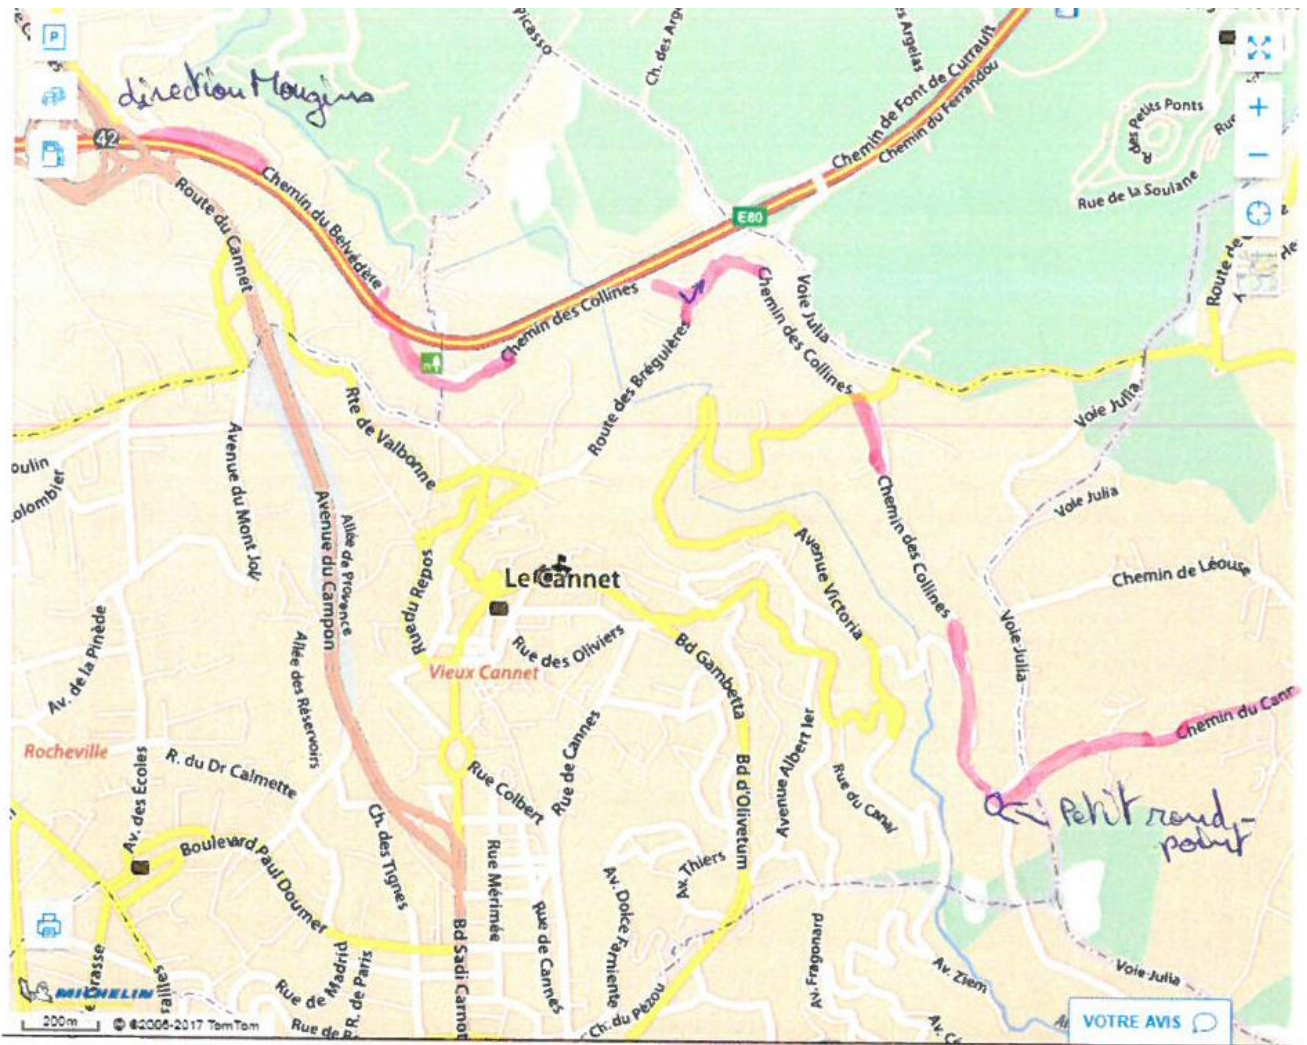 P
direction Mougins
42
Picasso
Ch. des Arg
es Argelas
Chemin de Font de Currault
Chemin du Ferrandou
R. des Petits Ponts
Rue de la Soulane
E80
Route du Cannet
Chemin du Belvédère
Chemin des Collines
Voie Julia
Chemin des Collines
Route de
Route des Bréguières
Rte de Valbonne
Voie Julia
oulin
olombier
Avenue du Mont Joli
Avenue du Campon
Allée de Provence
Voie Julia
Chemin des Collines
Avenue Victoria
Chemin de Léouse
Le Cannet
Rue du Repos
Rue des Oliviers
Vieux Cannet
Bd Gambetta
Voie Julia
Av. de la Pinède
Allée des Réservoirs
Chemin du Cann
Rocheville
R. du Dr Calmette
Av. des Écoles
Rue Colbert
Rue de Cannes
Bd d'Olivetum
Avenue Albert Ier
Rue du Canal
Petit rond-
point
Boulevard Paul Doumer
Ch. des Tignes
Rue Mérimée
Av. Thiers
Av. Dolce Farniente
Rue de Cannes
Bd Sadi Carnot
Av. Fragonard
Av. Ziem
Voie Julia
Rue de Madrid
R. de Paris
Ch. du Pézou
MICHELIN
200m
© 2006-2017 TomTom
VOTRE AVIS